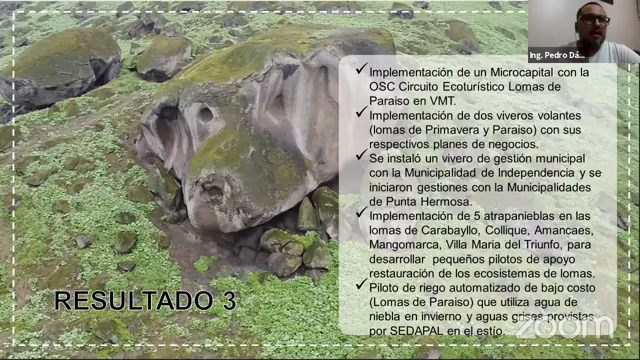 Ing. Pedro Dá...
✓Implementación de un Microcapital con la
OSC Circuito Ecoturístico Lomas de
Paraiso en VMT.
✓Implementación de dos viveros volantes
(lomas de Primavera y Paraiso) con sus
respectivos planes de negocios.
✓Se instaló un vivero de gestión municipal
con la Municipalidad de Independencia y se
iniciaron gestiones con la Municipalidades
de Punta Hermosa.
✓Implementación de 5 atrapanieblas en las
lomas de Carabayllo, Collique, Amancaes,
Mangomarca, Villa Maria del Triunfo, para
desarrollar pequeños pilotos de apoyo
restauración de los ecosistemas de lomas.
✓Piloto de riego automatizado de bajo costo
(Lomas de Paraiso) que utiliza agua de
niebla en invierno y aguas grises provistas
por SEDAPAL en el estío.
RESULTADO 3
zoom